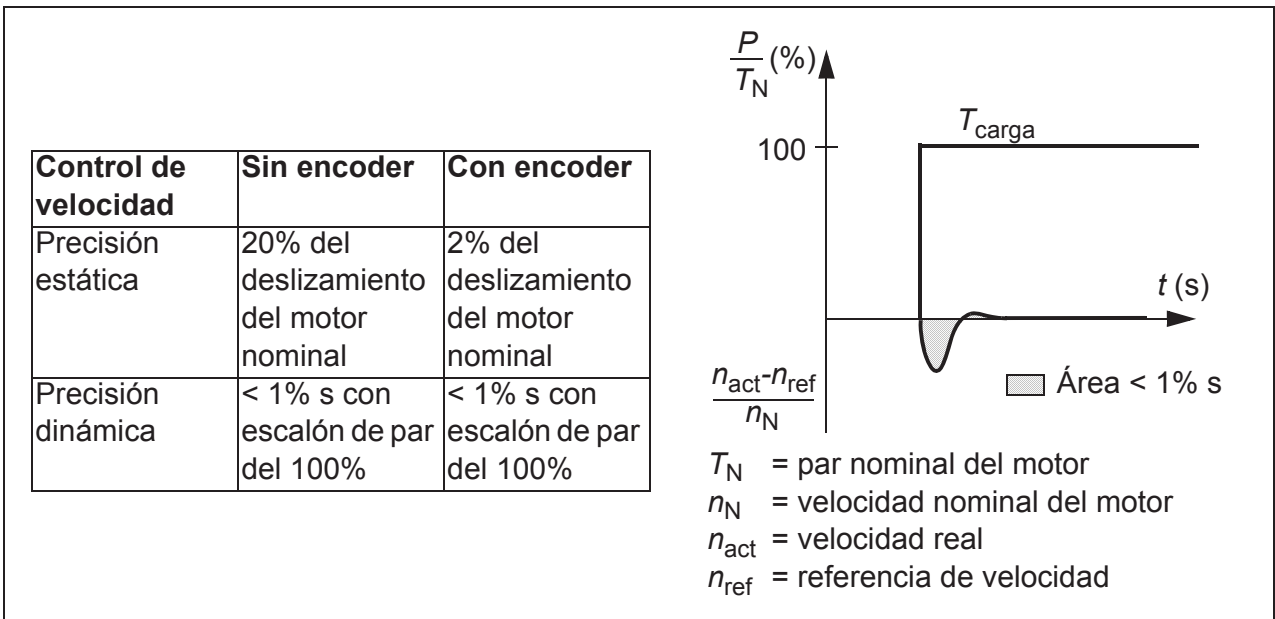 Control de velocidad	Sin encoder	Con encoder
Precisión estática	20% del deslizamiento del motor nominal	2% del deslizamiento del motor nominal
Precisión dinámica	< 1% s con escalón de par del 100%	< 1% s con escalón de par del 100%
P
T_N (%)
T_carga
100
t (s)
n_act-n_ref
n_N
Área < 1% s
T_N = par nominal del motor
n_N = velocidad nominal del motor
n_act = velocidad real
n_ref = referencia de velocidad